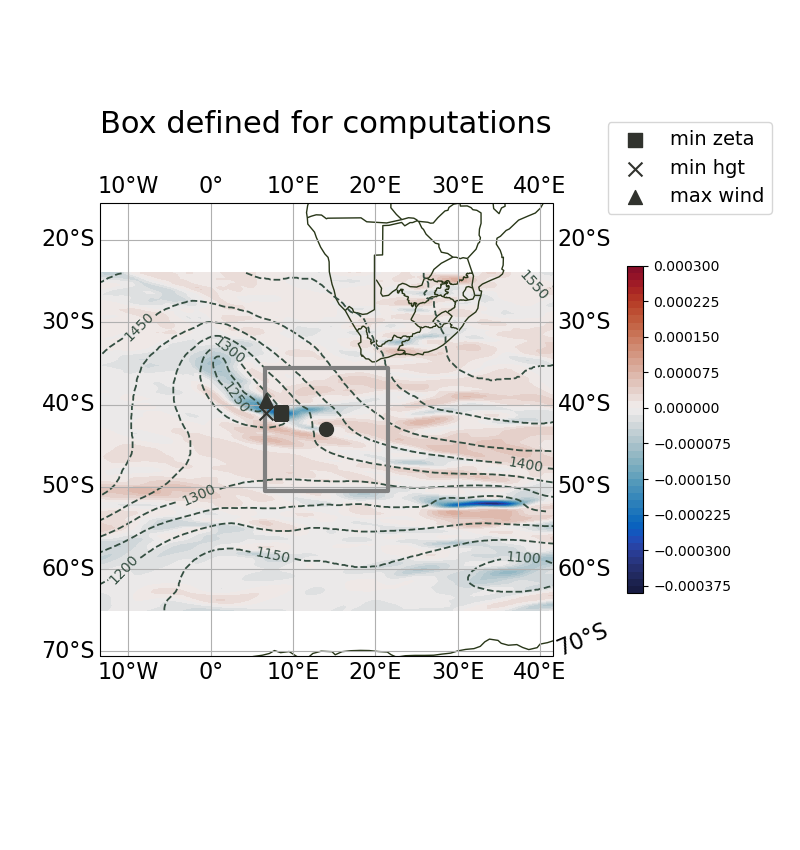 Box defined for computations
min zeta
min hgt
max wind
10°W 0° 10°E 20°E 30°E 40°E
20°S 20°S
30°S 30°S
40°S 40°S
50°S 50°S
60°S 60°S
70°S 70°S
10°W 0° 10°E 20°E 30°E 40°E
1550
1450
1300
1250
1400
1300
1150
1100
1200
0.000300
0.000225
0.000150
0.000075
0.000000
−0.000075
−0.000150
−0.000225
−0.000300
−0.000375